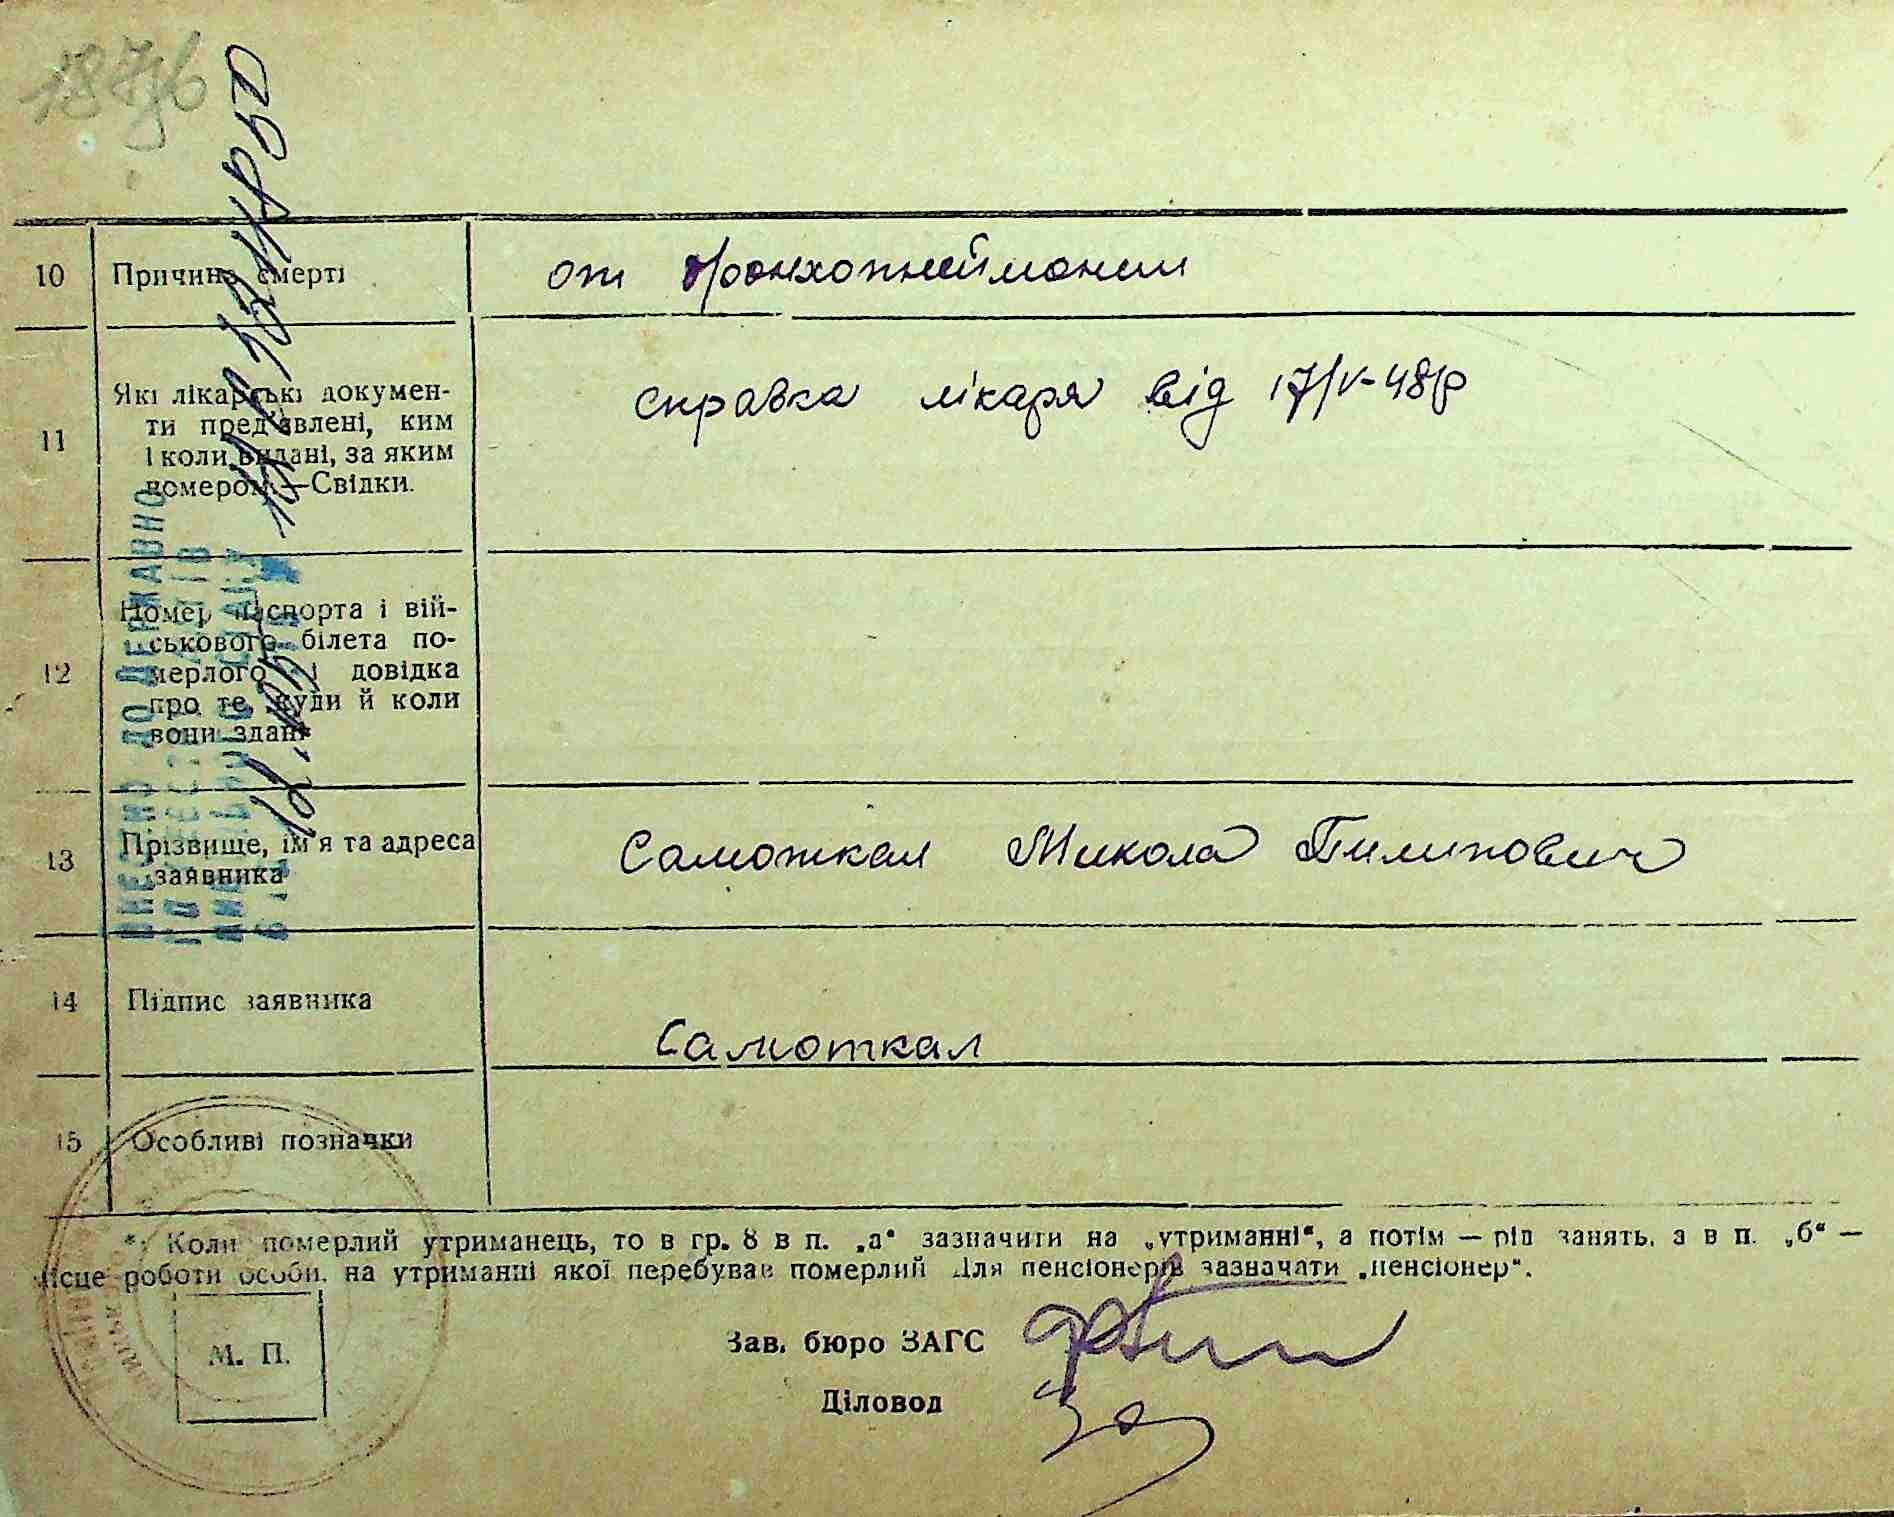 10 Причина смерті от бронхопнеймонии
11 Які лікарські докумен-
ти пред'явлені, ким
і коли видані, за яким
номером.—Свідки.
справка лікаря від 17/V-48р
12 Номер паспорта і вій-
ськового білета по-
мерлого і довідка
про те, куди й коли
вони здані
13 Прізвище, ім'я та адреса
заявника
Самоткал Микола Пилипович
14 Підпис заявника
Самоткал
15 Особливі позначки
* Коли померлий утриманець, то в гр. 8 в п. „а“ зазначити на „утриманні“, а потім — рід занять, а в п. „б“ —
місце роботи особи, на утриманні якої перебував померлий Для пенсіонерів зазначати „пенсіонер“.
Зав. бюро ЗАГС
Діловод
М. П.